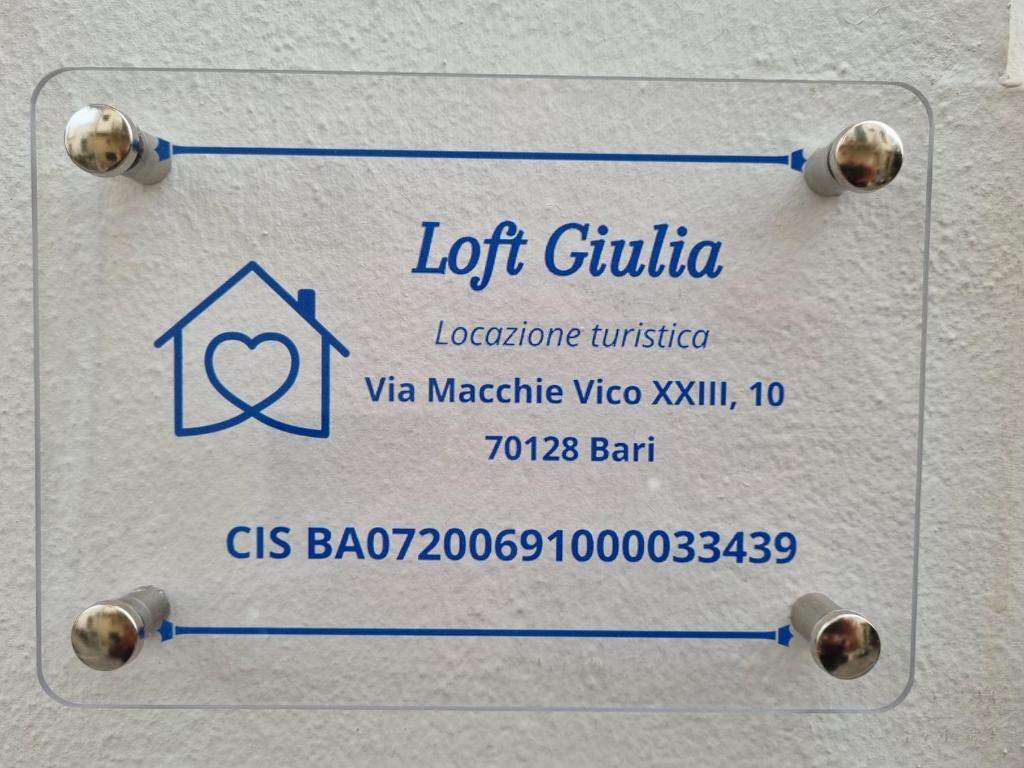 Loft Giulia
Locazione turistica
Via Macchie Vico XXIII, 10
70128 Bari
CIS BA07200691000033439